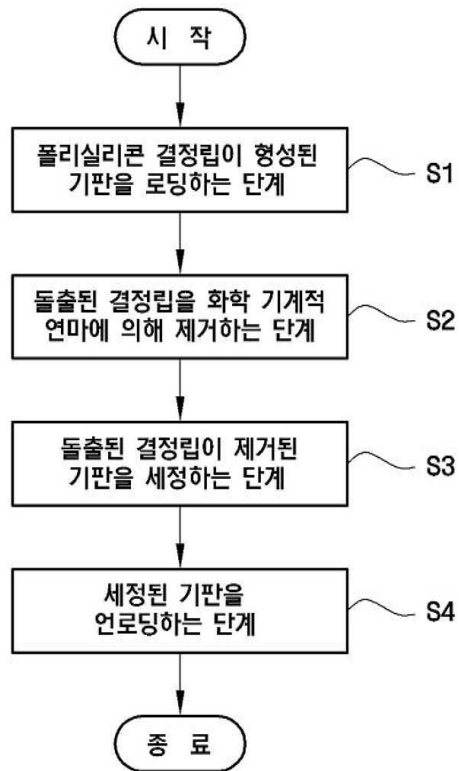 시 작
폴리실리콘 결정립이 형성된
기판을 로딩하는 단계
S1
돌출된 결정립을 화학 기계적
연마에 의해 제거하는 단계
S2
돌출된 결정립이 제거된
기판을 세정하는 단계
S3
세정된 기판을
언로딩하는 단계
S4
종 료